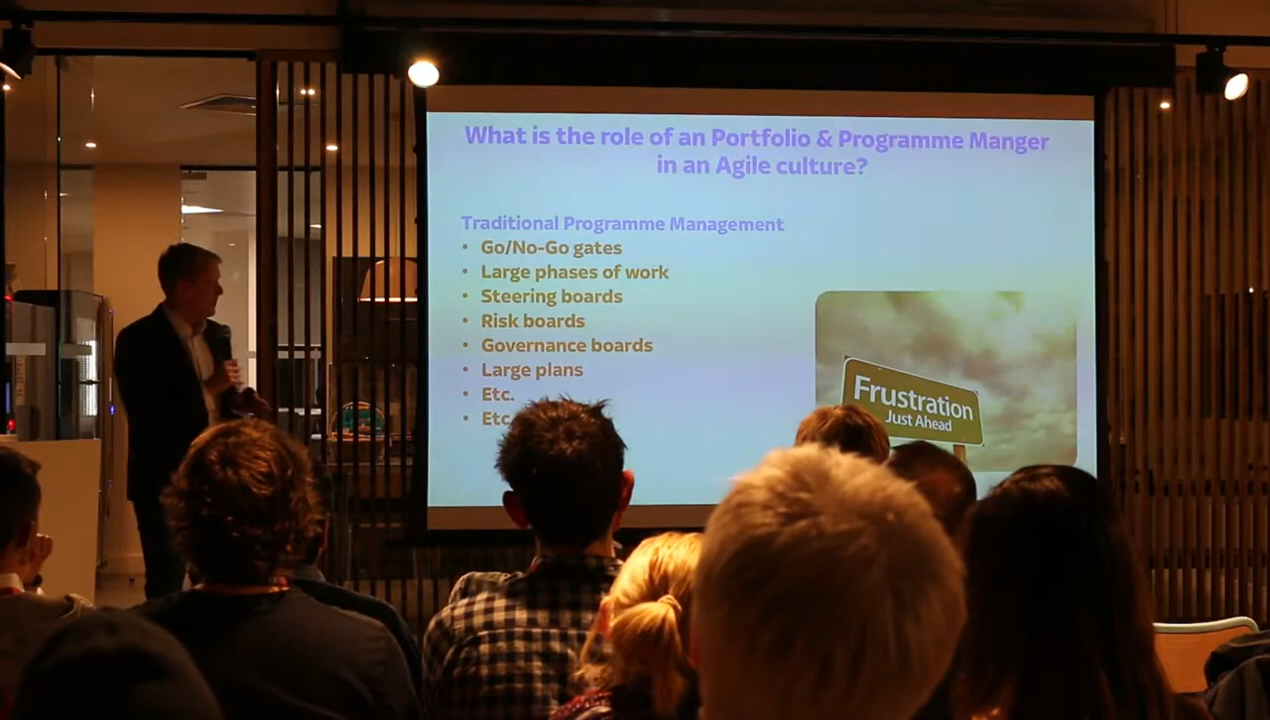 What is the role of an Portfolio & Programme Manger
in an Agile culture?
Traditional Programme Management
• Go/No-Go gates
• Large phases of work
• Steering boards
• Risk boards
• Governance boards
• Large plans
• Etc.
• Etc
Frustration
Just Ahead